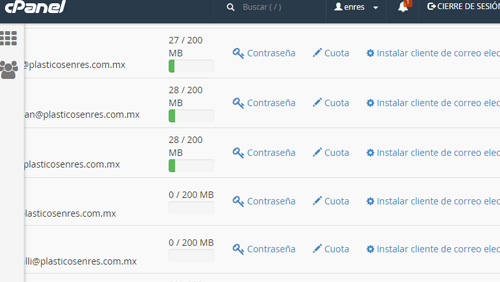 cPanel Buscar ( / ) enres 1 CIERRE DE SESIÓN
27 / 200
MB Contraseña Cuota Instalar cliente de correo elec
@plasticosenres.com.mx
28 / 200
MB Contraseña Cuota Instalar cliente de correo elec
an@plasticosenres.com.mx
28 / 200
MB Contraseña Cuota Instalar cliente de correo elec
plasticosenres.com.mx
0 / 200 MB Contraseña Cuota Instalar cliente de correo elec
lasticosenres.com.mx
0 / 200 MB Contraseña Cuota Instalar cliente de correo elec
lli@plasticosenres.com.mx